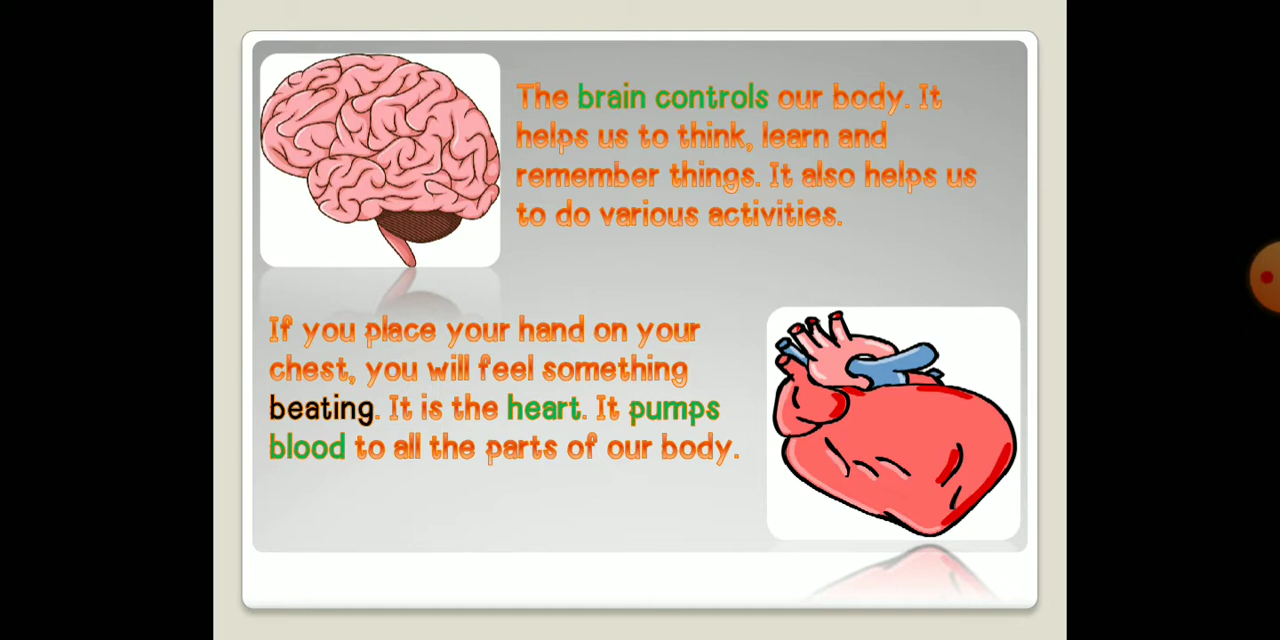 The brain controls our body. It
helps us to think, learn and
remember things. It also helps us
to do various activities.
If you place your hand on your
chest, you will feel something
beating. It is the heart. It pumps
blood to all the parts of our body.